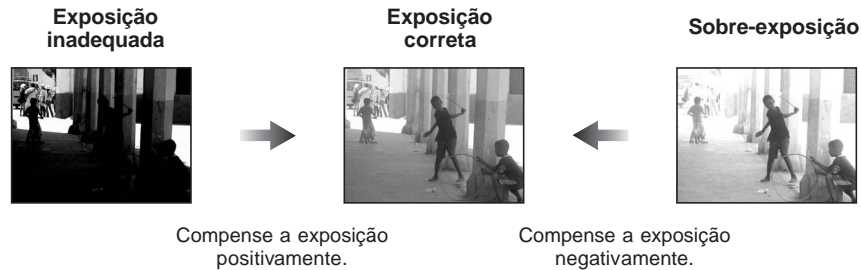 Exposição
inadequada
Exposição
correta
Sobre-exposição
Compense a exposição
positivamente.
Compense a exposição
negativamente.